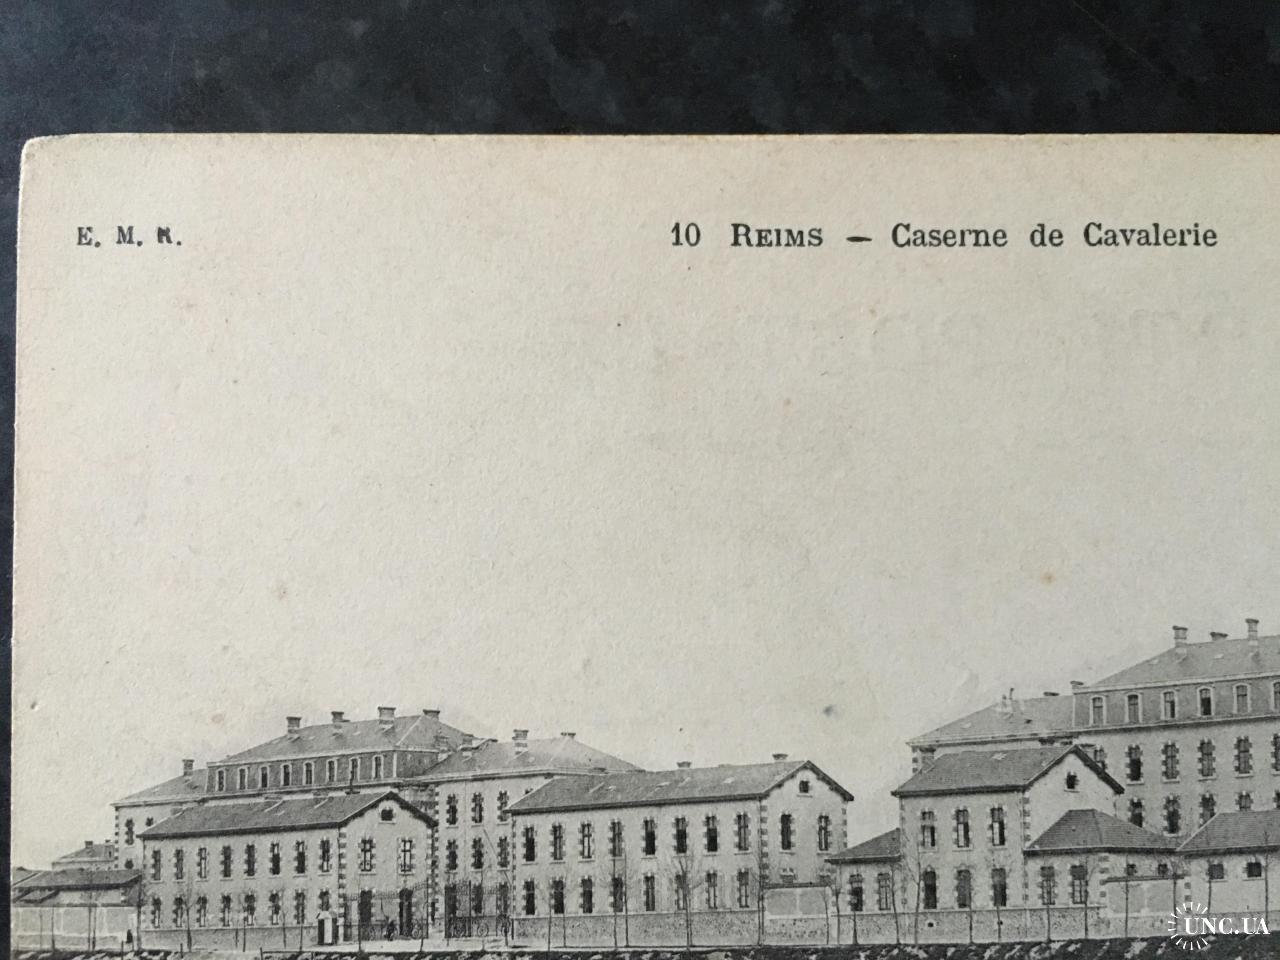 E. M. R.
10 REIMS — Caserne de Cavalerie
UNC.UA